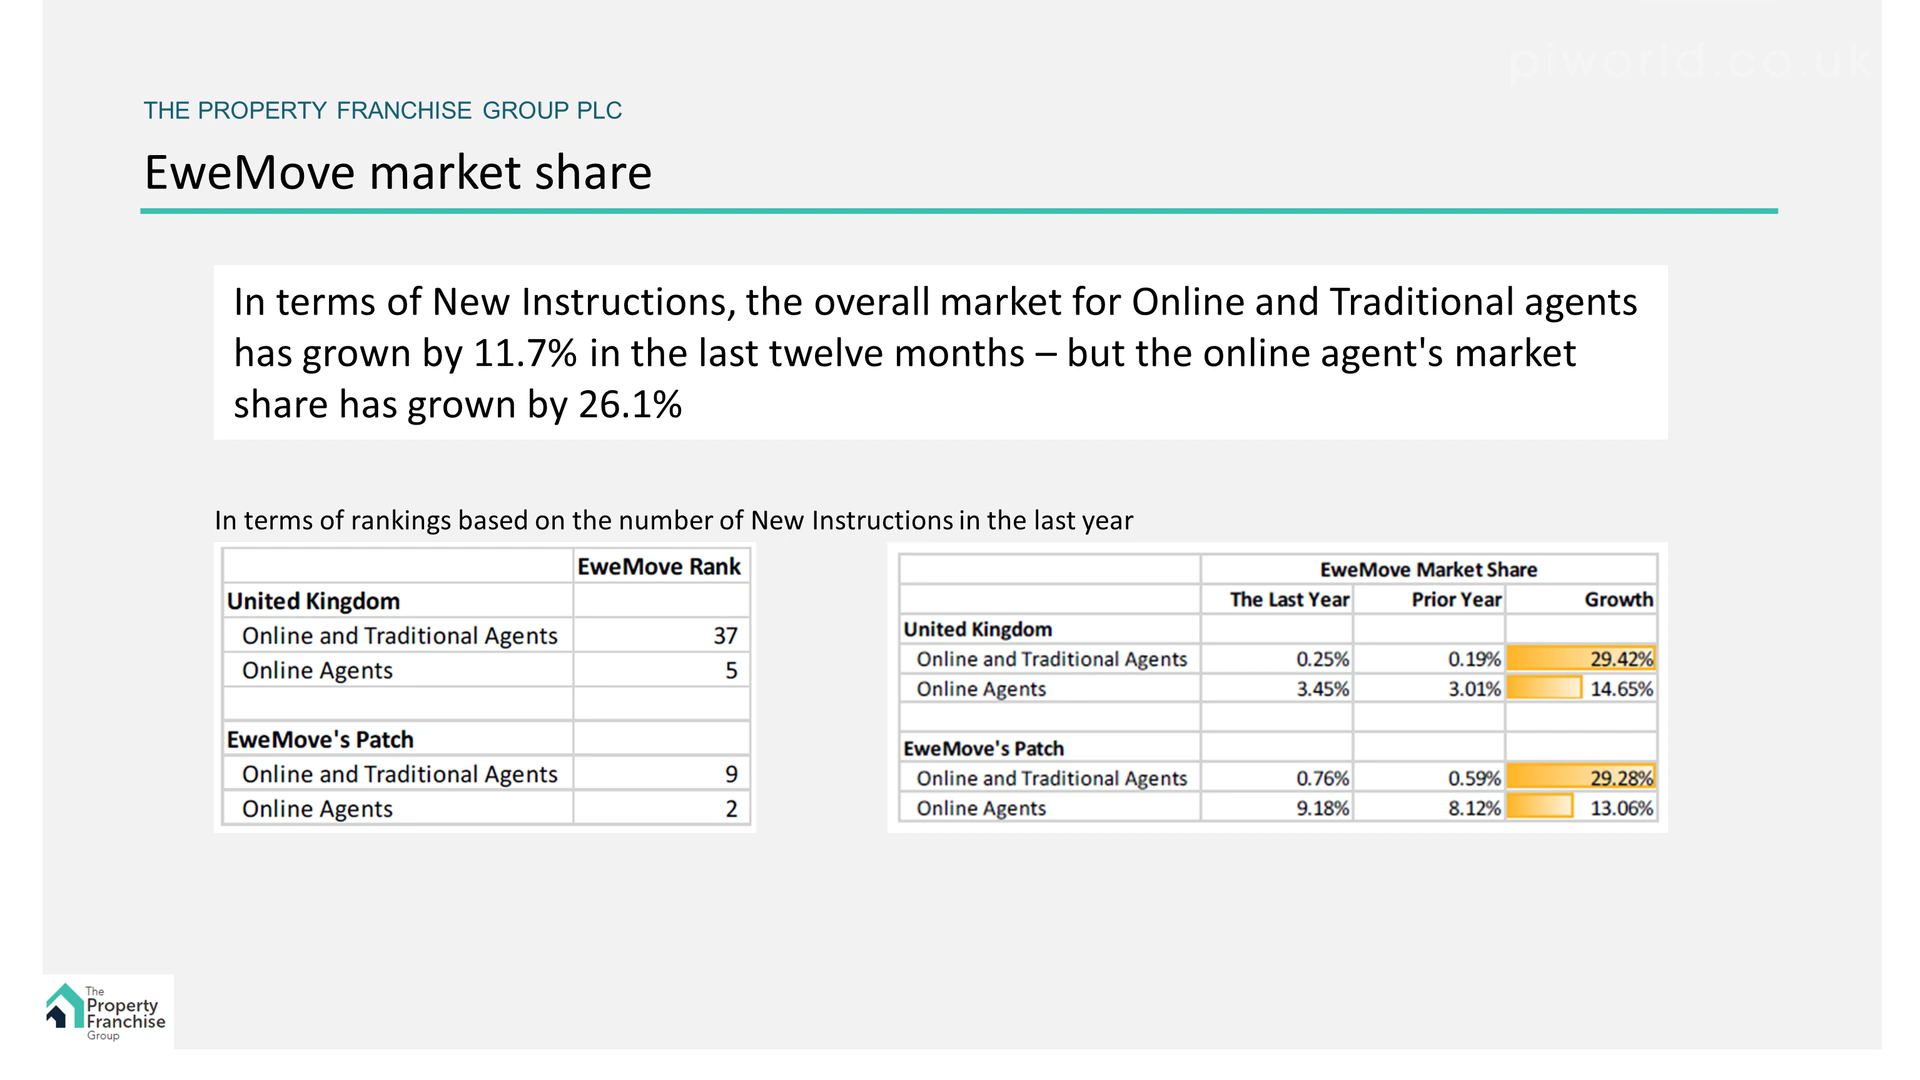 piworld.co.uk
THE PROPERTY FRANCHISE GROUP PLC
EweMove market share
In terms of New Instructions, the overall market for Online and Traditional agents
has grown by 11.7% in the last twelve months – but the online agent's market
share has grown by 26.1%
In terms of rankings based on the number of New Instructions in the last year
EweMove Rank
United Kingdom
Online and Traditional Agents 37
Online Agents 5
EweMove's Patch
Online and Traditional Agents 9
Online Agents 2
EweMove Market Share
The Last Year Prior Year Growth
United Kingdom
Online and Traditional Agents 0.25% 0.19% 29.42%
Online Agents 3.45% 3.01% 14.65%
EweMove's Patch
Online and Traditional Agents 0.76% 0.59% 29.28%
Online Agents 9.18% 8.12% 13.06%
The
Property
Franchise
Group